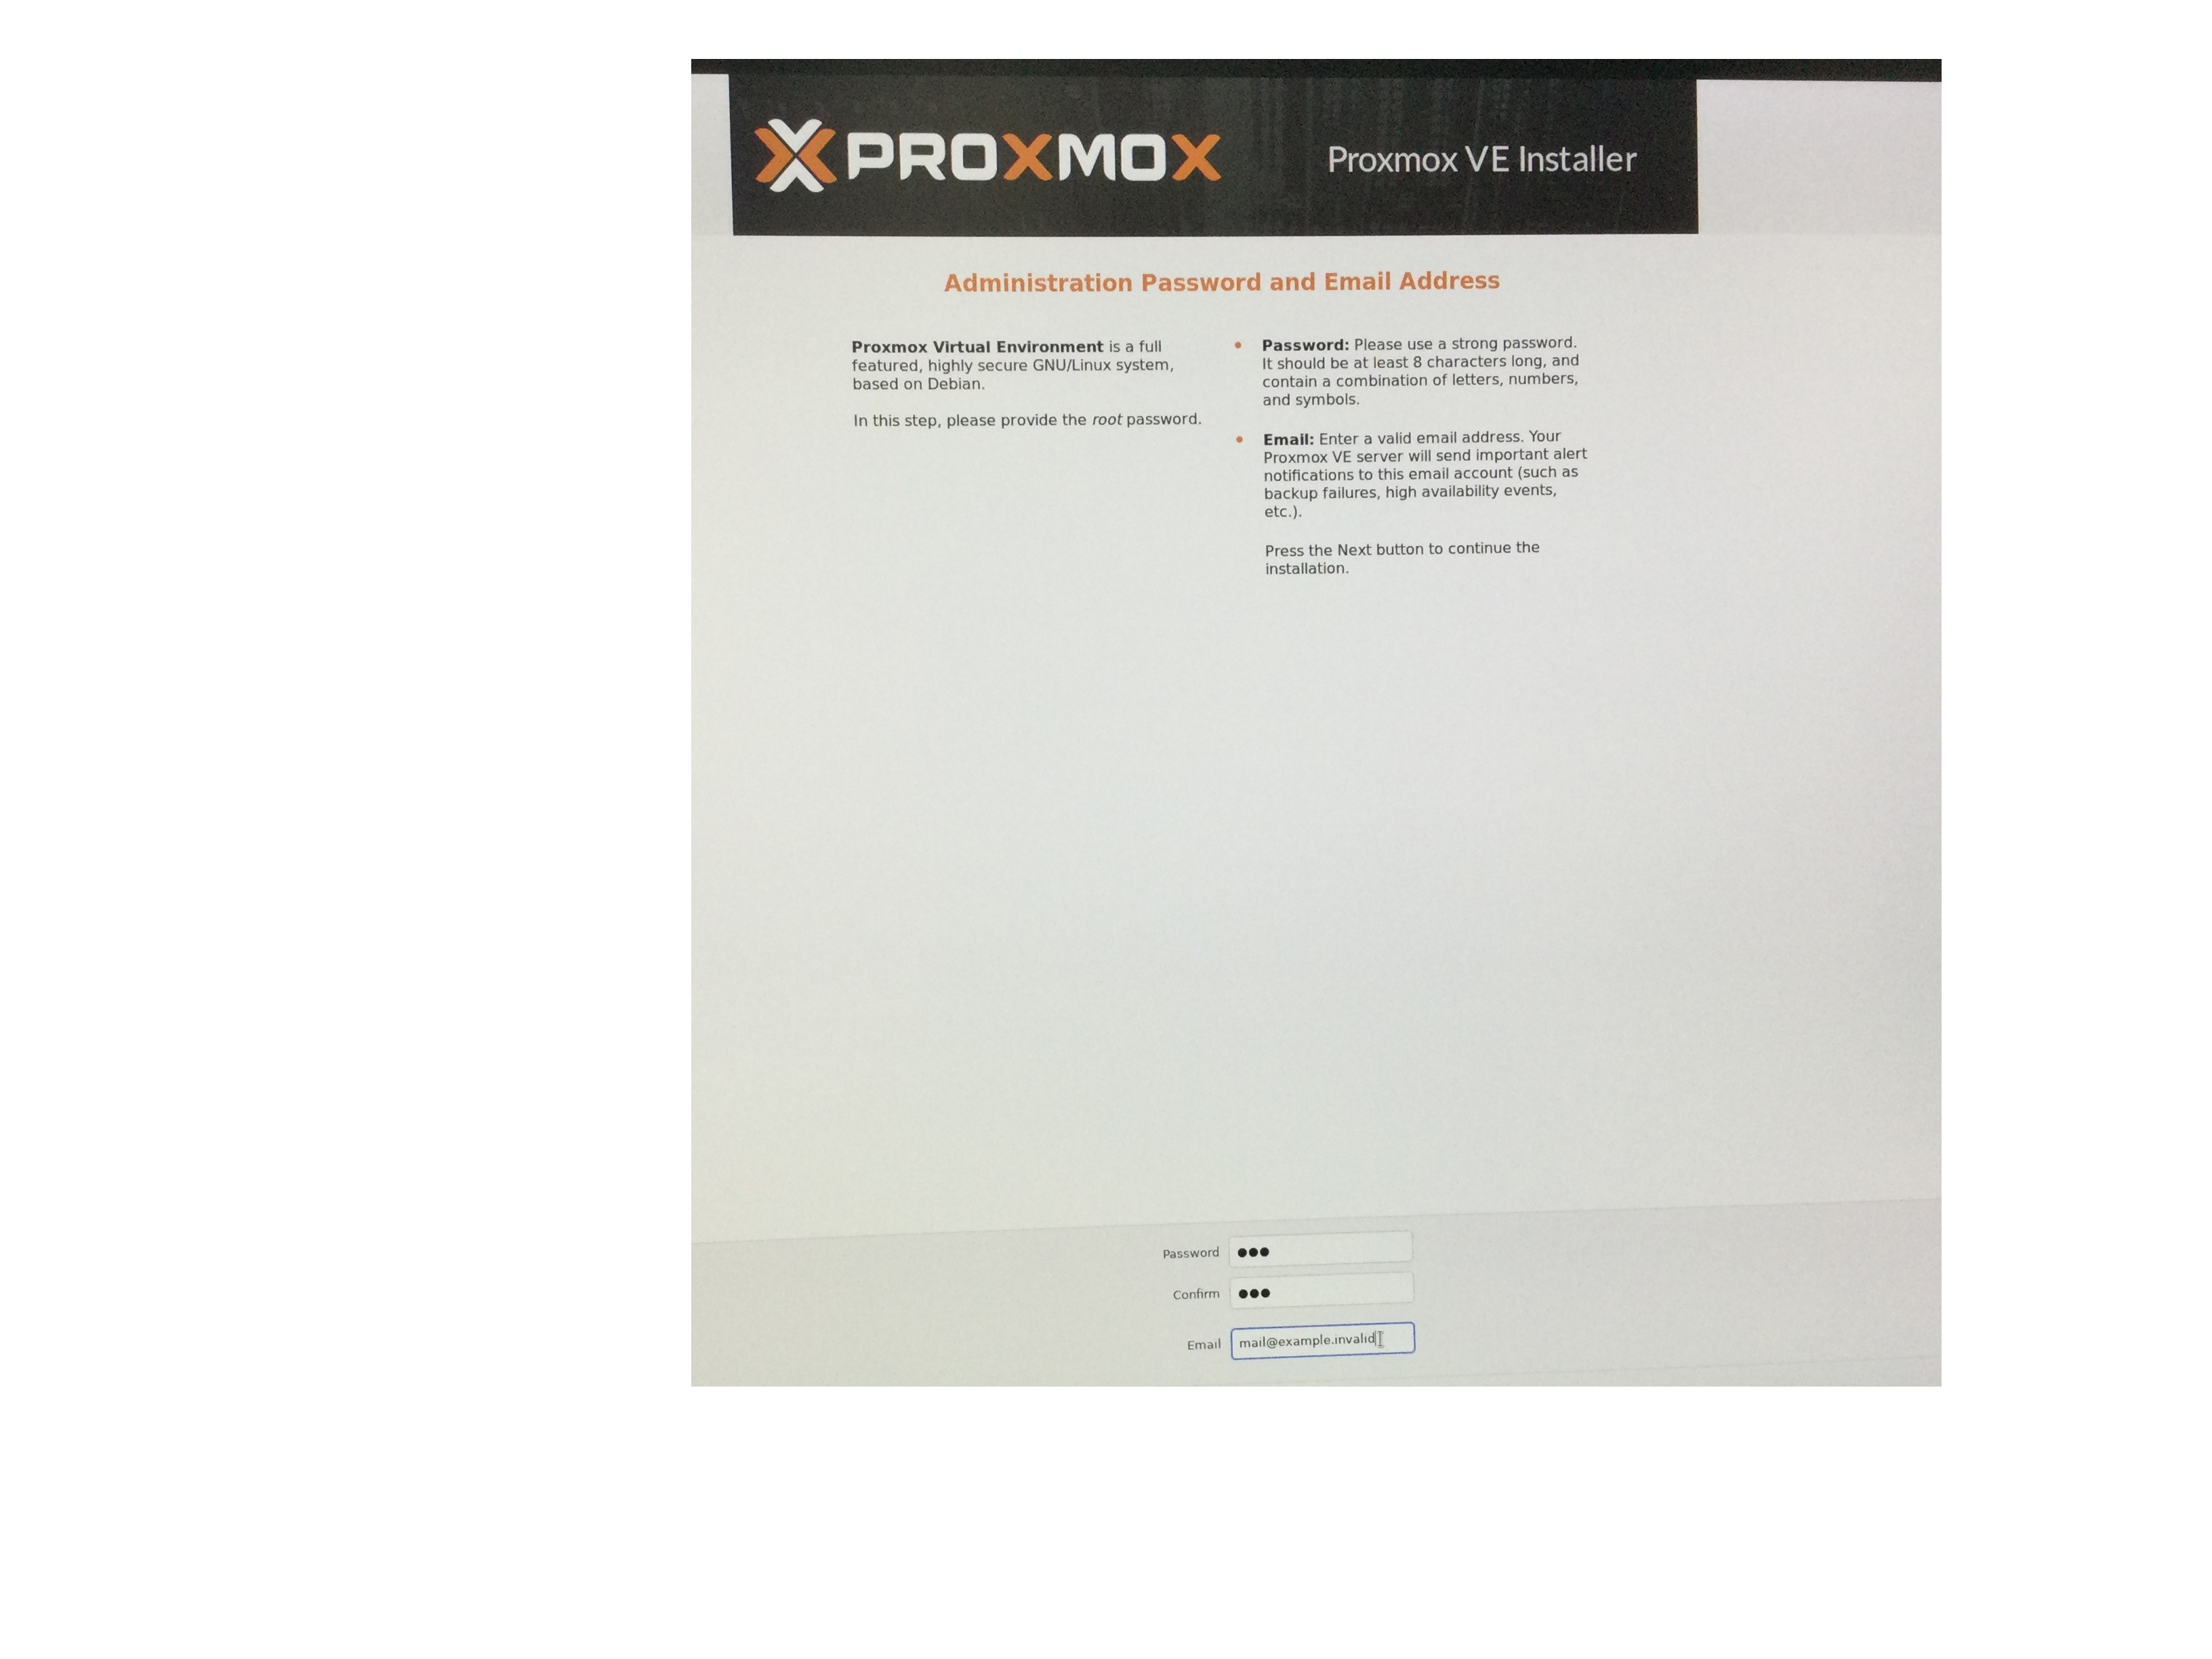 PROXMOX
Proxmox VE Installer
Administration Password and Email Address
Proxmox Virtual Environment is a full
featured, highly secure GNU/Linux system,
based on Debian.
In this step, please provide the root password.
Password: Please use a strong password.
It should be at least 8 characters long, and
contain a combination of letters, numbers,
and symbols.
Email: Enter a valid email address. Your
Proxmox VE server will send important alert
notifications to this email account (such as
backup failures, high availability events,
etc.).
Press the Next button to continue the
installation.
Password ●●●
Confirm ●●●
Email mail@example.invalid